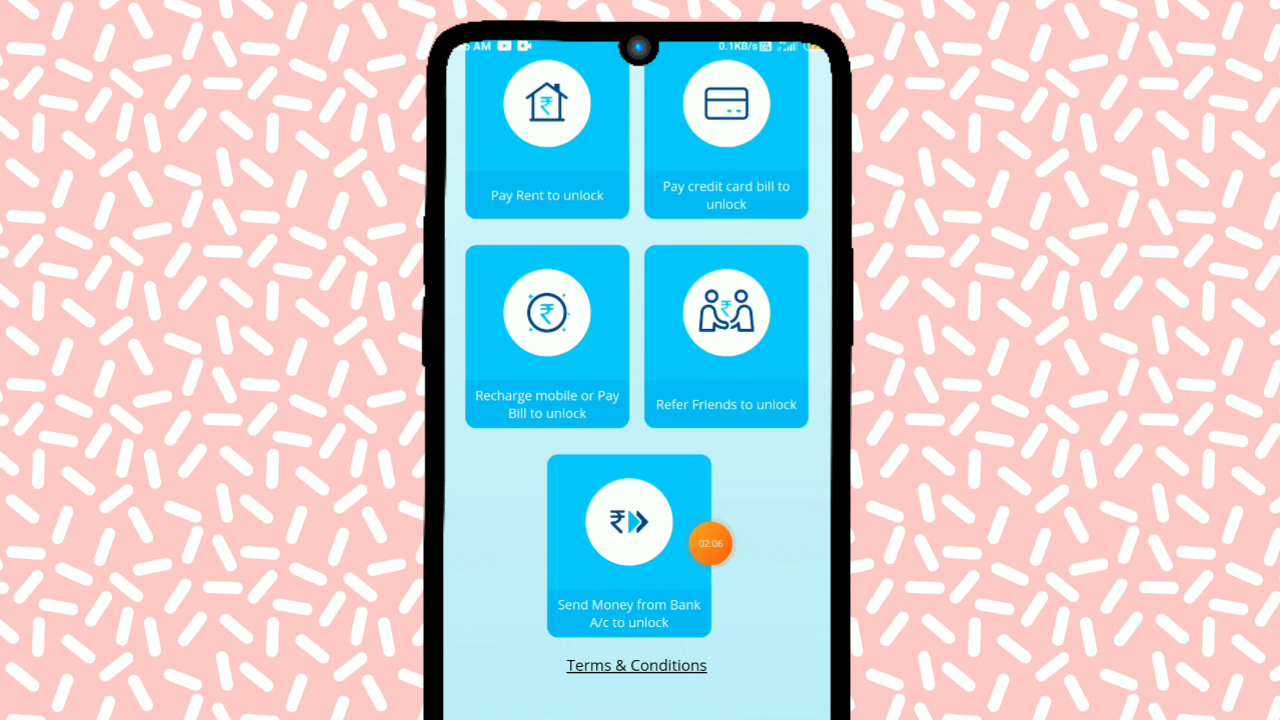 AM
0.1KB/s
Pay Rent to unlock
Pay credit card bill to
unlock
Recharge mobile or Pay
Bill to unlock
Refer Friends to unlock
02:06
Send Money from Bank
A/c to unlock
Terms & Conditions